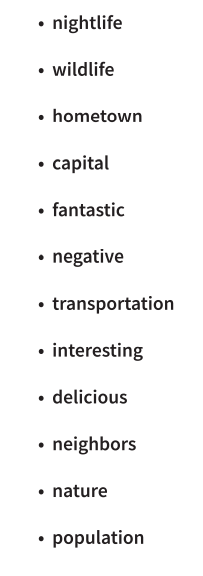 • nightlife
• wildlife
• hometown
• capital
• fantastic
• negative
• transportation
• interesting
• delicious
• neighbors
• nature
• population